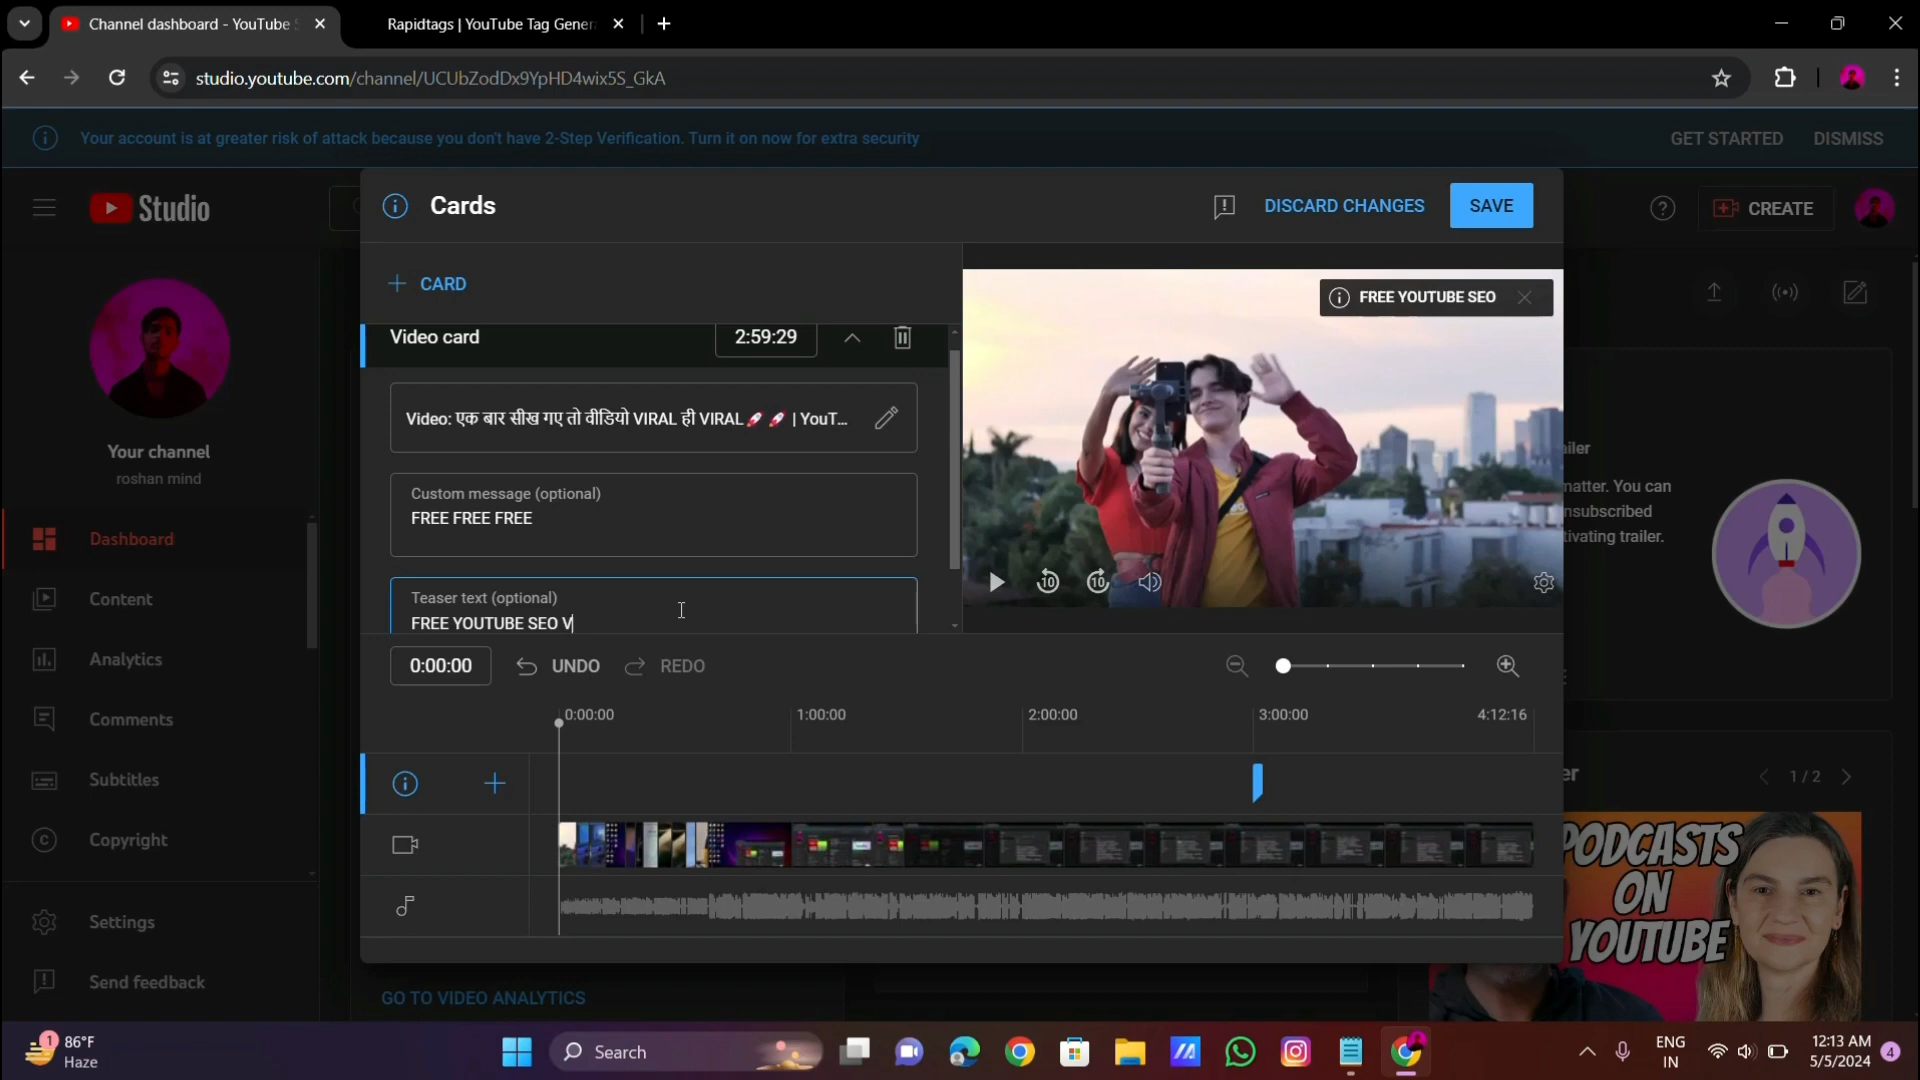 Channel dashboard - YouTube S
Rapidtags | YouTube Tag Gener
studio.youtube.com/channel/UCUbZodDx9YpHD4wix5S_GkA
Your account is at greater risk of attack because you don't have 2-Step Verification. Turn it on now for extra security
GET STARTED
DISMISS
Studio
Cards
DISCARD CHANGES
SAVE
CREATE
CARD
FREE YOUTUBE SEO
Video card
2:59:29
Video: एक बार सीख गए तो वीडियो VIRAL ही VIRAL🚀 🚀 | YouT...
Custom message (optional)
FREE FREE FREE
Teaser text (optional)
FREE YOUTUBE SEO V
10
10
Your channel
roshan mind
Dashboard
Content
Analytics
Comments
Subtitles
Copyright
Settings
Send feedback
iler
natter. You can
nsubscribed
ivating trailer.
0:00:00
UNDO
REDO
0:00:00
1:00:00
2:00:00
3:00:00
4:12:16
er
1 / 2
PODCASTS
ON
YOUTUBE
GO TO VIDEO ANALYTICS
1
86°F
Haze
Search
ENG
IN
12:13 AM
5/5/2024
4